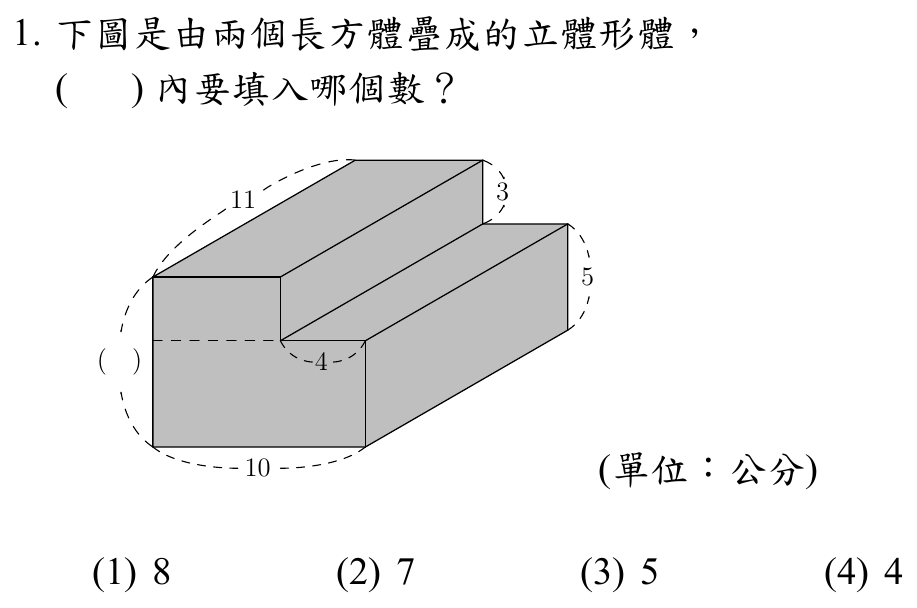 1. 下圖是由兩個長方體疊成的立體形體，
( ) 內要填入哪個數？
11
3
5
( )
4
10
(單位：公分)
(1) 8 (2) 7 (3) 5 (4) 4